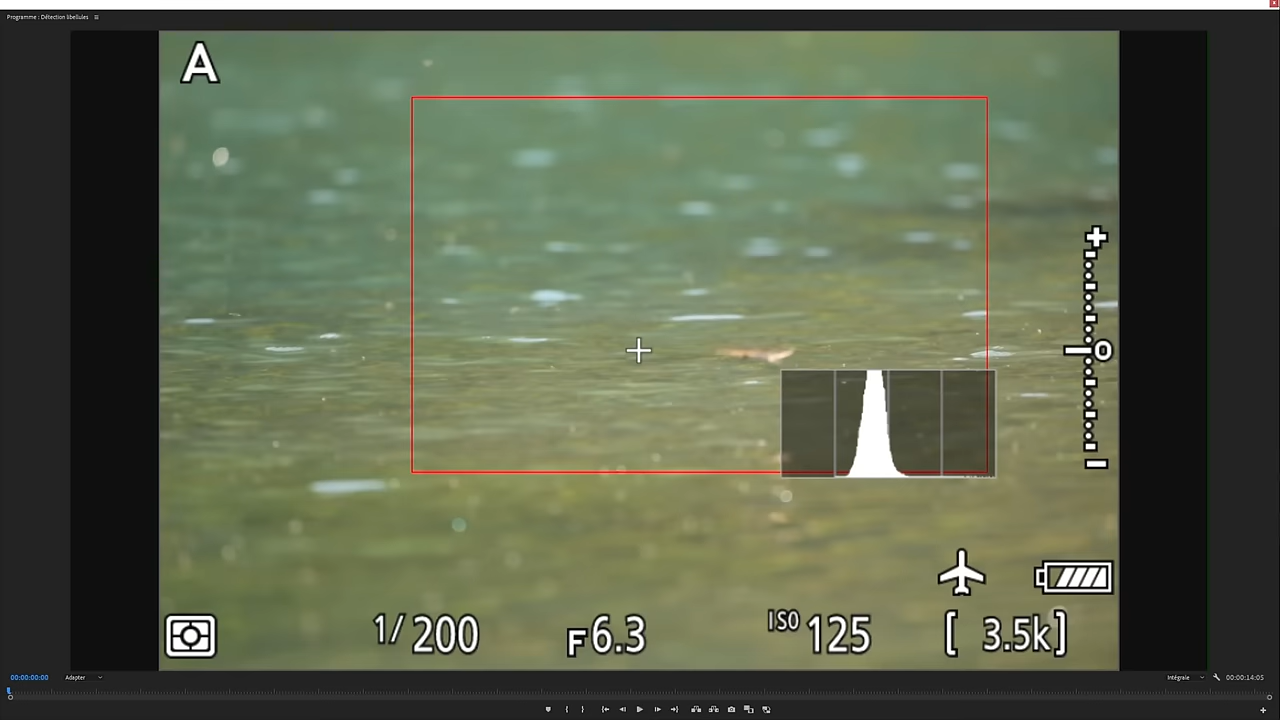 Programme : Détection libellules
A
1/200
F6.3
ISO 125
[ 3.5k]
00:00:00:00
Adapter
Intégrale
00:00:14:05